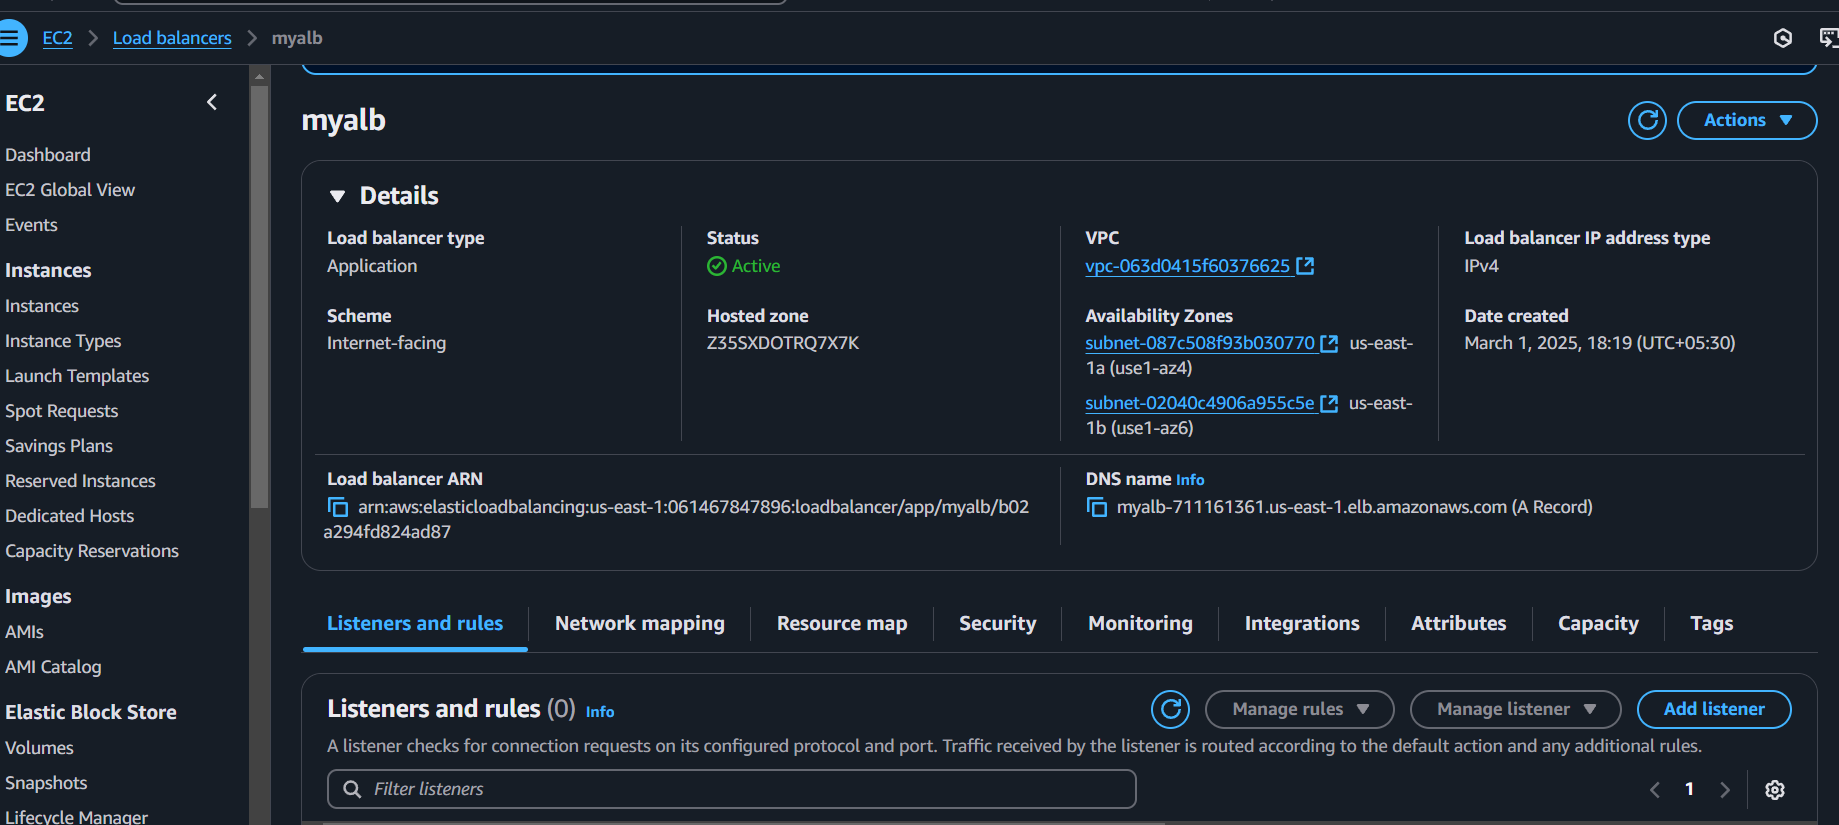 EC2 > Load balancers > myalb
EC2
Dashboard
EC2 Global View
Events
Instances
Instances
Instance Types
Launch Templates
Spot Requests
Savings Plans
Reserved Instances
Dedicated Hosts
Capacity Reservations
Images
AMIs
AMI Catalog
Elastic Block Store
Volumes
Snapshots
Lifecycle Manager
myalb
Actions
Details
Load balancer type
Application
Status
Active
VPC
vpc-063d0415f60376625
Load balancer IP address type
IPv4
Scheme
Internet-facing
Hosted zone
Z35SXDOTRQ7X7K
Availability Zones
subnet-087c508f93b030770 us-east-
1a (use1-az4)
subnet-02040c4906a955c5e us-east-
1b (use1-az6)
Date created
March 1, 2025, 18:19 (UTC+05:30)
Load balancer ARN
arn:aws:elasticloadbalancing:us-east-1:061467847896:loadbalancer/app/myalb/b02
a294fd824ad87
DNS name Info
myalb-711161361.us-east-1.elb.amazonaws.com (A Record)
Listeners and rules
Network mapping
Resource map
Security
Monitoring
Integrations
Attributes
Capacity
Tags
Listeners and rules (0) Info
Manage rules
Manage listener
Add listener
A listener checks for connection requests on its configured protocol and port. Traffic received by the listener is routed according to the default action and any additional rules.
Filter listeners
1